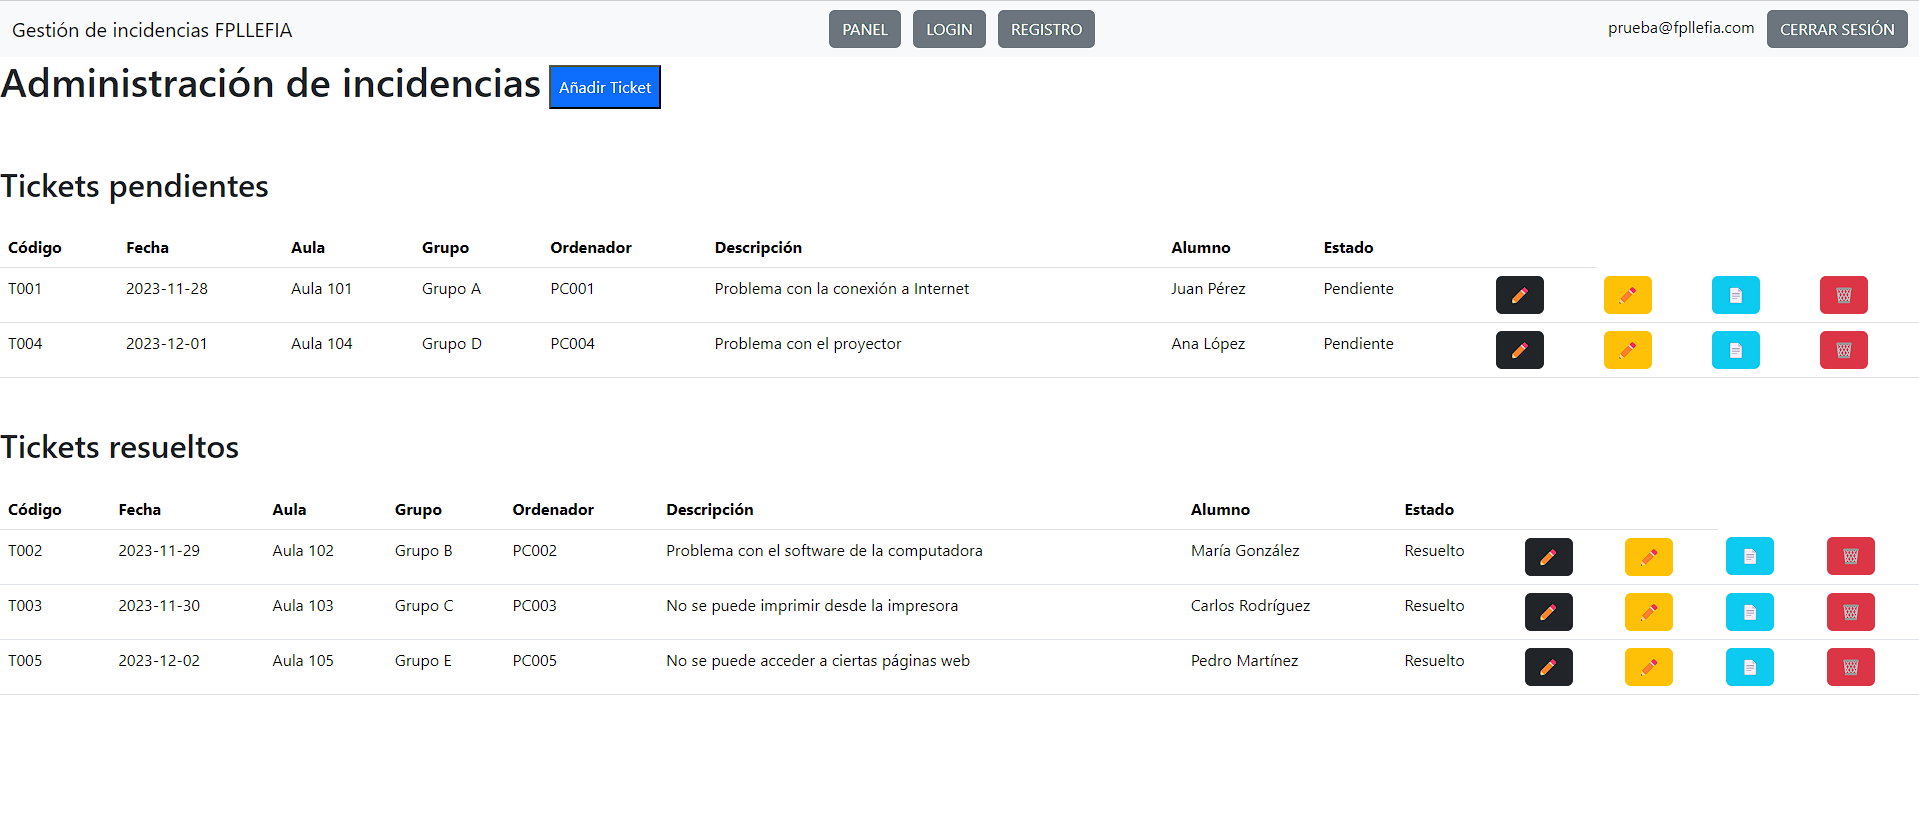 Gestión de incidencias FPLLEFIA PANEL LOGIN REGISTRO prueba@fpllefia.com CERRAR SESIÓN
Administración de incidencias Añadir Ticket
Tickets pendientes
Código Fecha Aula Grupo Ordenador Descripción Alumno Estado
T001 2023-11-28 Aula 101 Grupo A PC001 Problema con la conexión a Internet Juan Pérez Pendiente
T004 2023-12-01 Aula 104 Grupo D PC004 Problema con el proyector Ana López Pendiente
Tickets resueltos
Código Fecha Aula Grupo Ordenador Descripción Alumno Estado
T002 2023-11-29 Aula 102 Grupo B PC002 Problema con el software de la computadora María González Resuelto
T003 2023-11-30 Aula 103 Grupo C PC003 No se puede imprimir desde la impresora Carlos Rodríguez Resuelto
T005 2023-12-02 Aula 105 Grupo E PC005 No se puede acceder a ciertas páginas web Pedro Martínez Resuelto